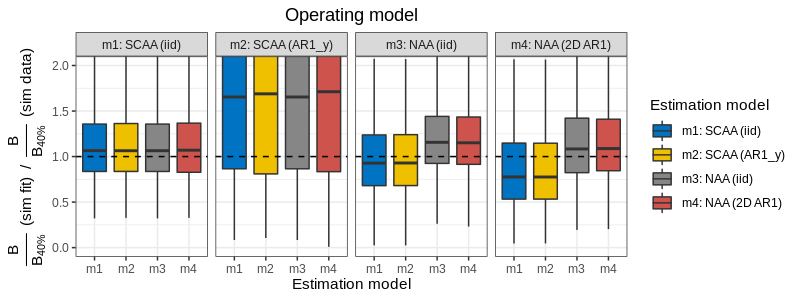 Operating model
m1: SCAA (iid)
m2: SCAA (AR1_y)
m3: NAA (iid)
m4: NAA (2D AR1)
B
B40%
(sim fit) /
B
B40%
(sim data)
2.0
1.5
1.0
0.5
0.0
m1 m2 m3 m4 m1 m2 m3 m4 m1 m2 m3 m4 m1 m2 m3 m4
Estimation model
Estimation model
m1: SCAA (iid)
m2: SCAA (AR1_y)
m3: NAA (iid)
m4: NAA (2D AR1)